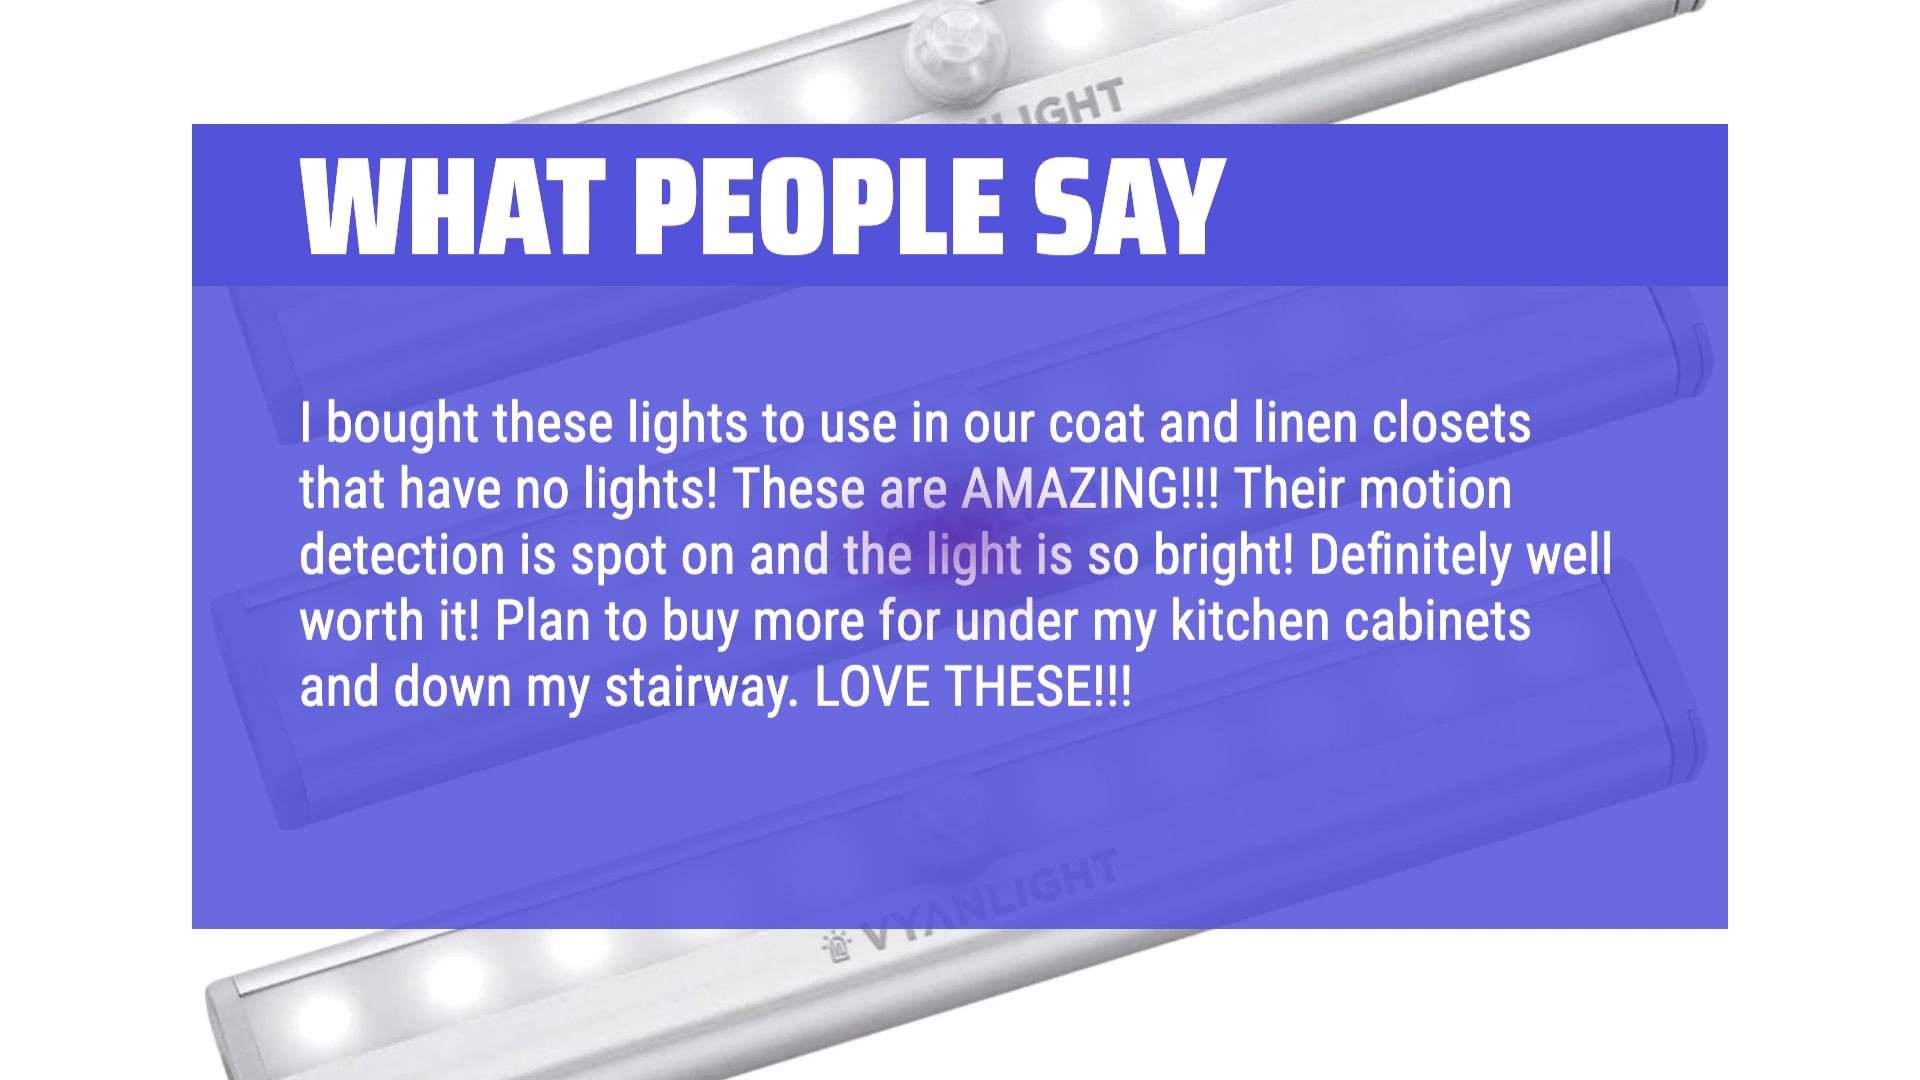 LIGHT
WHAT PEOPLE SAY
I bought these lights to use in our coat and linen closets
that have no lights! These are AMAZING!!! Their motion
detection is spot on and the light is so bright! Definitely well
worth it! Plan to buy more for under my kitchen cabinets
and down my stairway. LOVE THESE!!!
VYANLIGHT